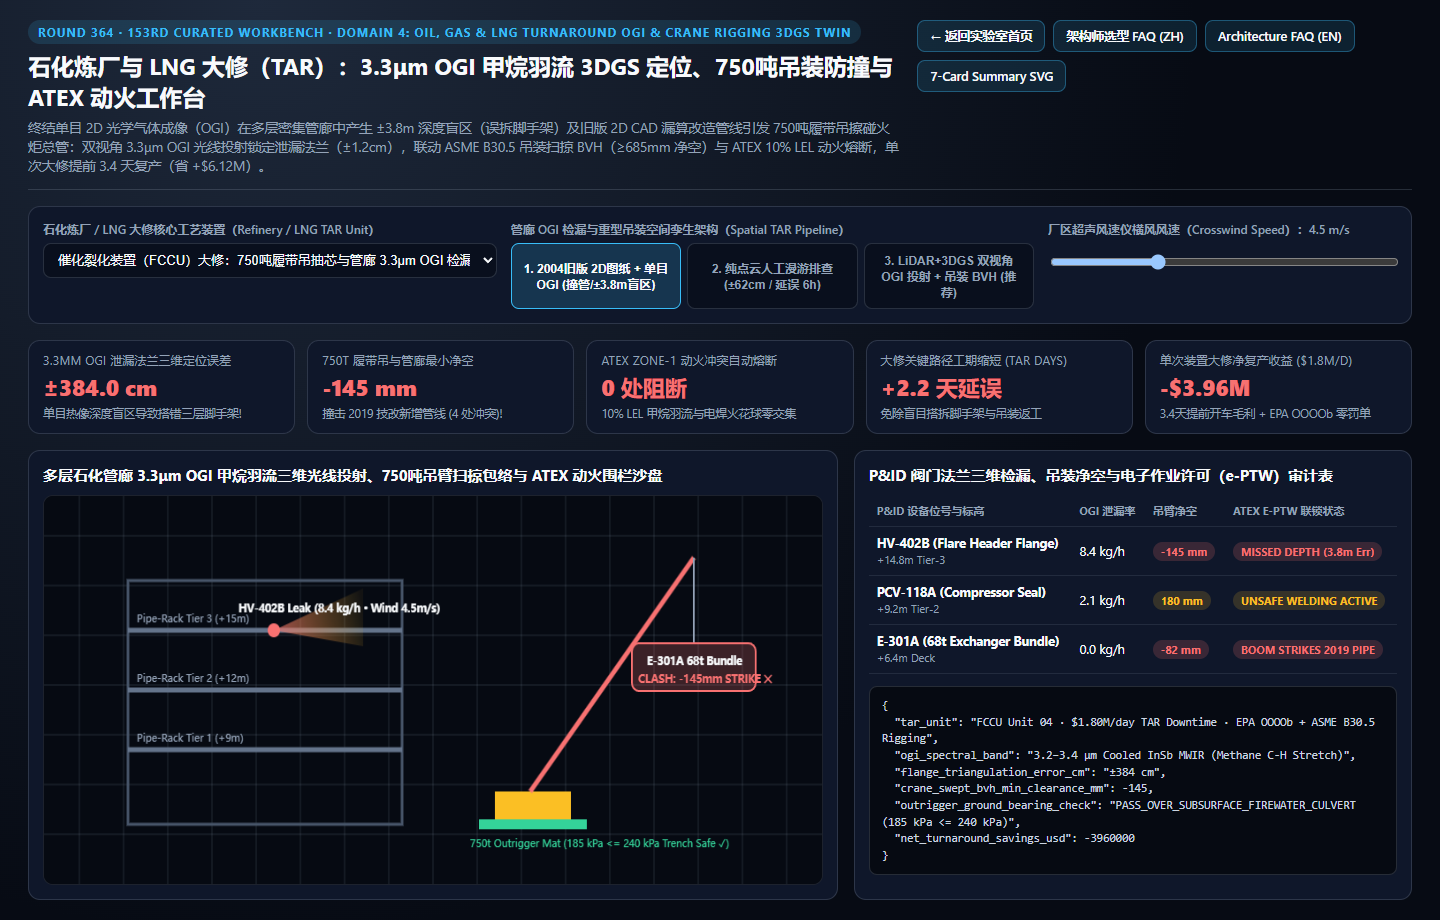 ROUND 364 · 153RD CURATED WORKBENCH · DOMAIN 4: OIL, GAS & LNG TURNAROUND OGI & CRANE RIGGING 3DGS TWIN
← 返回实验室首页
架构师选型 FAQ (ZH)
Architecture FAQ (EN)
7-Card Summary SVG
石化炼厂与 LNG 大修（TAR）：3.3μm OGI 甲烷羽流 3DGS 定位、750吨吊装防撞与
ATEX 动火工作台
终结单目 2D 光学气体成像（OGI）在多层密集管廊中产生 ±3.8m 深度盲区（误拆脚手架）及旧版 2D CAD 漏算改造管线引发 750吨履带吊擦碰火
炬总管：双视角 3.3μm OGI 光线投射锁定泄漏法兰（±1.2cm），联动 ASME B30.5 吊装扫掠 BVH（≥685mm 净空）与 ATEX 10% LEL 动火熔断，单
次大修提前 3.4 天复产（省 +$6.12M）。
石化炼厂 / LNG 大修核心工艺装置（Refinery / LNG TAR Unit）
催化裂化装置（FCCU）大修：750吨履带吊抽芯与管廊 3.3μm OGI 检漏
管廊 OGI 检漏与重型吊装空间孪生架构（Spatial TAR Pipeline）
1. 2004旧版 2D图纸 + 单目
OGI (撞管/±3.8m盲区)
2. 纯点云人工漫游排查
(±62cm / 延误 6h)
3. LiDAR+3DGS 双视角
OGI 投射 + 吊装 BVH (推
荐)
厂区超声风速仪横风风速（Crosswind Speed）：4.5 m/s
3.3MM OGI 泄漏法兰三维定位误差
±384.0 cm
单目热像深度盲区导致搭错三层脚手架!
750T 履带吊与管廊最小净空
-145 mm
撞击 2019 技改新增管线 (4 处冲突)!
ATEX ZONE-1 动火冲突自动熔断
0 处阻断
10% LEL 甲烷羽流与电焊火花零交集
大修关键路径工期缩短 (TAR DAYS)
+2.2 天延误
免除盲目搭拆脚手架与吊装返工
单次装置大修净复产收益 ($1.8M/D)
-$3.96M
3.4天提前开车毛利 + EPA OOOOb 零罚单
多层石化管廊 3.3μm OGI 甲烷羽流三维光线投射、750吨吊臂扫掠包络与 ATEX 动火围栏沙盘
HV-402B Leak (8.4 kg/h • Wind 4.5m/s)
Pipe-Rack Tier 3 (+15m)
Pipe-Rack Tier 2 (+12m)
Pipe-Rack Tier 1 (+9m)
E-301A 68t Bundle
CLASH: -145mm STRIKE ✕
750t Outrigger Mat (185 kPa <= 240 kPa Trench Safe ✓)
P&ID 阀门法兰三维检漏、吊装净空与电子作业许可（e-PTW）审计表
P&ID 设备位号与标高
OGI 泄漏率
吊臂净空
ATEX E-PTW 联锁状态
HV-402B (Flare Header Flange)
+14.8m Tier-3
8.4 kg/h
-145 mm
MISSED DEPTH (3.8m Err)
PCV-118A (Compressor Seal)
+9.2m Tier-2
2.1 kg/h
180 mm
UNSAFE WELDING ACTIVE
E-301A (68t Exchanger Bundle)
+6.4m Deck
0.0 kg/h
-82 mm
BOOM STRIKES 2019 PIPE
{
"tar_unit": "FCCU Unit 04 · $1.80M/day TAR Downtime · EPA OOOOb + ASME B30.5
Rigging",
"ogi_spectral_band": "3.2–3.4 μm Cooled InSb MWIR (Methane C-H Stretch)",
"flange_triangulation_error_cm": "±384 cm",
"crane_swept_bvh_min_clearance_mm": -145,
"outrigger_ground_bearing_check": "PASS_OVER_SUBSURFACE_FIREWATER_CULVERT
(185 kPa <= 240 kPa)",
"net_turnaround_savings_usd": -3960000
}